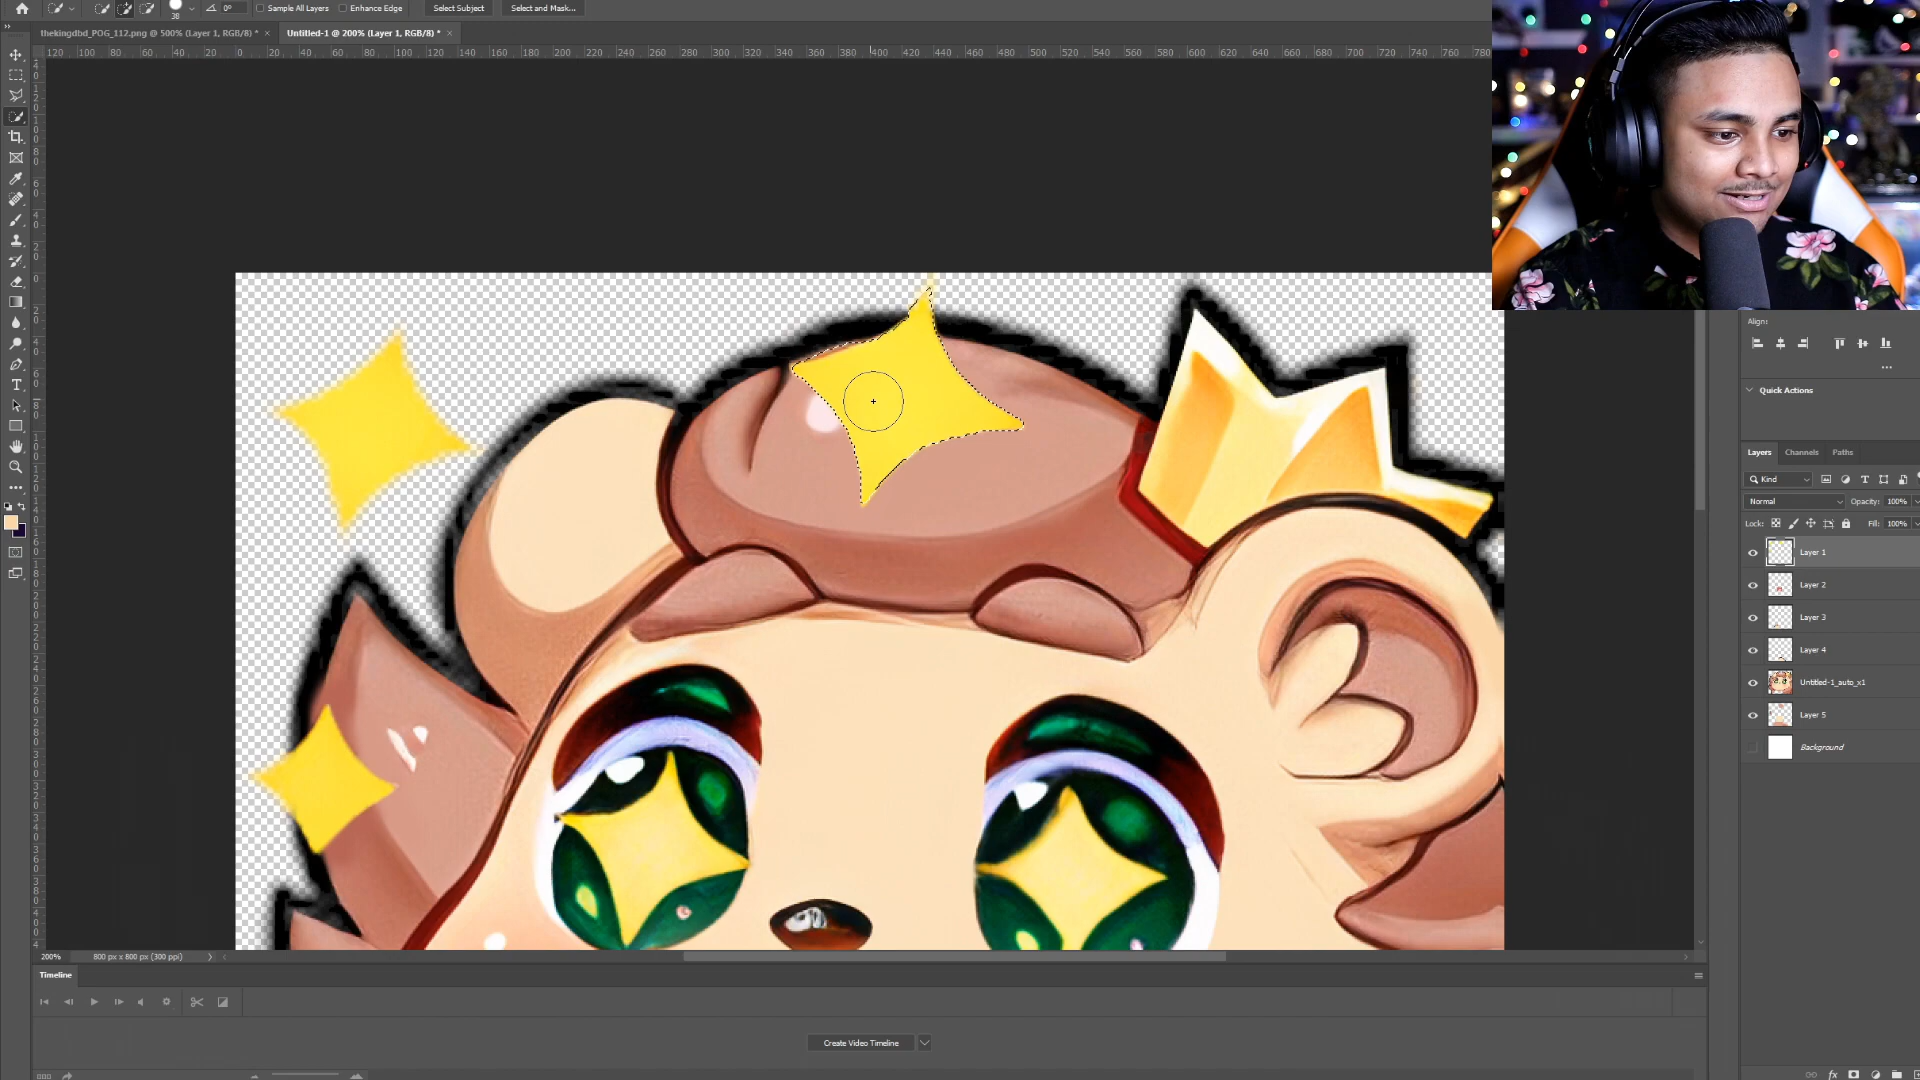 0°
Sample All Layers
Enhance Edge
Select Subject
Select and Mask...
38
thekingdbd_POG_112.png @ 500% (Layer 1, RGB/8) *
×
Untitled-1 @ 200% (Layer 1, RGB/8) *
×
120 100 80 60 40 20 0 20 40 60 80 100 120 140 160 180 200 220 240 260 280 300 320 340 360 380 400 420 440 460 480 500 520 540 560 580 600 620 640 660 680 700 720 740 760 780
Align:
Quick Actions
Layers
Channels
Paths
Kind
Normal
Opacity: 100%
Lock:
Fill: 100%
Layer 1
Layer 2
Layer 3
Layer 4
Untitled-1_auto_x1
Layer 5
Background
200%
800 px x 800 px (300 ppi)
Timeline
Create Video Timeline
fx